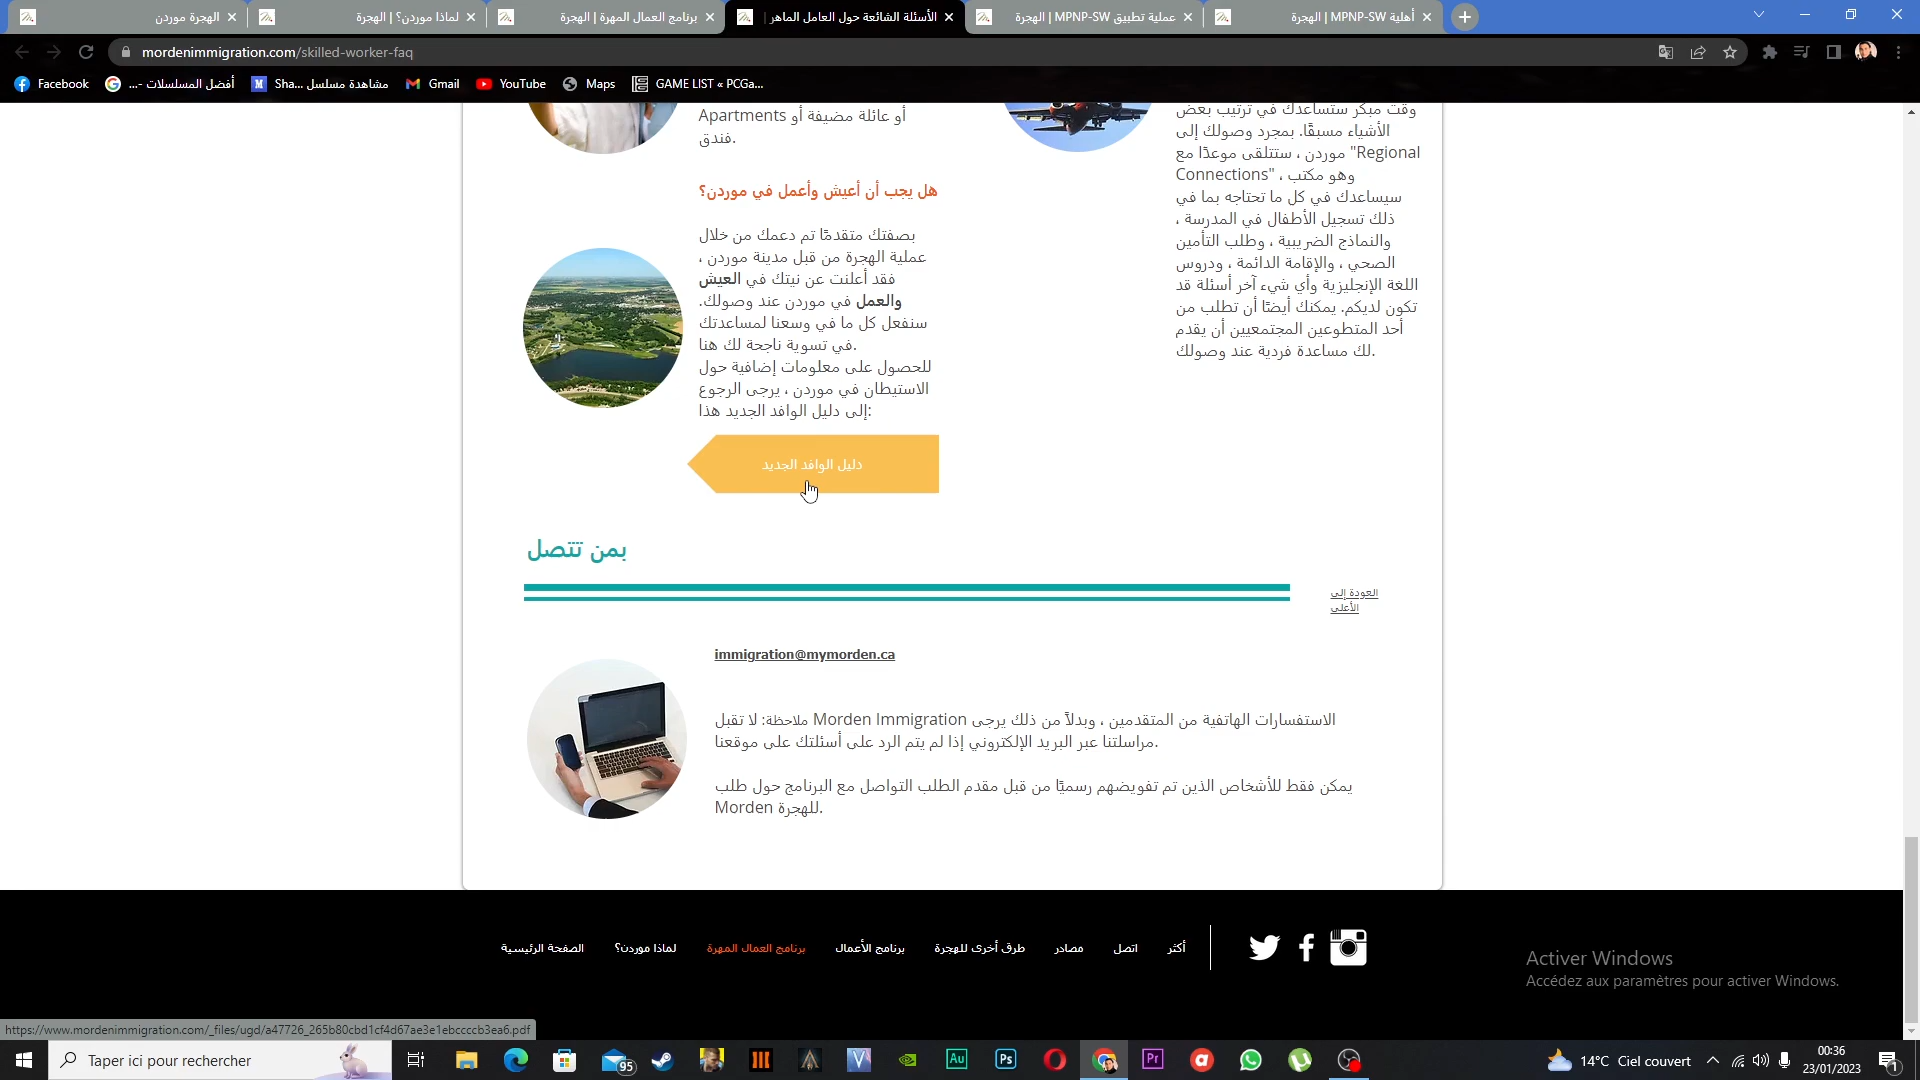 الهجرة موردن
لماذا موردن؟ | الهجرة
برنامج العمال المهرة | الهجرة
الأسئلة الشائعة حول العامل الماهر |
عملية تطبيق MPNP-SW | الهجرة
أهلية MPNP-SW | الهجرة
mordenimmigration.com/skilled-worker-faq
Facebook
أفضل المسلسلات -...
مشاهدة مسلسل Sha...
Gmail
YouTube
Maps
GAME LIST « PCGa...
Apartments أو عائلة مضيفة أو
فندق.
هل يجب أن أعيش وأعمل في موردن؟
بصفتك متقدمًا تم دعمك من خلال
عملية الهجرة من قبل مدينة موردن ،
فقد أعلنت عن نيتك في العيش
والعمل في موردن عند وصولك.
سنفعل كل ما في وسعنا لمساعدتك
في تسوية ناجحة لك هنا.
للحصول على معلومات إضافية حول
الاستيطان في موردن ، يرجى الرجوع
إلى دليل الوافد الجديد هذا:
دليل الوافد الجديد
وقت مبكر ستساعدك في ترتيب بعض
الأشياء مسبقًا. بمجرد وصولك إلى
موردن ، ستتلقى موعدًا مع "Regional
Connections" ، وهو مكتب
سيساعدك في كل ما تحتاجه بما في
ذلك تسجيل الأطفال في المدرسة ،
والنماذج الضريبية ، وطلب التأمين
الصحي ، والإقامة الدائمة ، ودروس
اللغة الإنجليزية وأي شيء آخر أسئلة قد
تكون لديكم. يمكنك أيضًا أن تطلب من
أحد المتطوعين المجتمعيين أن يقدم
لك مساعدة فردية عند وصولك.
بمن تتصل
العودة إلى
الأعلى
immigration@mymorden.ca
ملاحظة: لا تقبل Morden Immigration الاستفسارات الهاتفية من المتقدمين ، وبدلاً من ذلك يرجى
مراسلتنا عبر البريد الإلكتروني إذا لم يتم الرد على أسئلتك على موقعنا.
يمكن فقط للأشخاص الذين تم تفويضهم رسميًا من قبل مقدم الطلب التواصل مع البرنامج حول طلب
Morden للهجرة.
الصفحة الرئيسية
لماذا موردن؟
برنامج العمال المهرة
برنامج الأعمال
طرق أخرى للهجرة
مصادر
اتصل
أكثر
Activer Windows
Accédez aux paramètres pour activer Windows.
https://www.mordenimmigration.com/_files/ugd/a47726_265b80cbd1cf4d67ae3e1ebccccb3ea6.pdf
Taper ici pour rechercher
95
Au
Ps
Pr
14°C Ciel couvert
00:36
23/01/2023
1